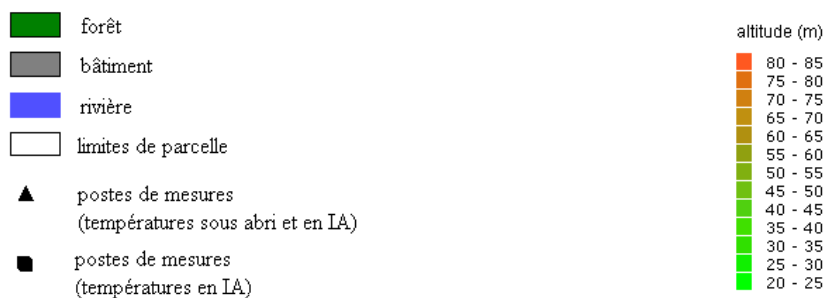 forêt
bâtiment
rivière
limites de parcelle
postes de mesures
(températures sous abri et en IA)
postes de mesures
(températures en IA)
altitude (m)
80 - 85
75 - 80
70 - 75
65 - 70
60 - 65
55 - 60
50 - 55
45 - 50
40 - 45
35 - 40
30 - 35
25 - 30
20 - 25